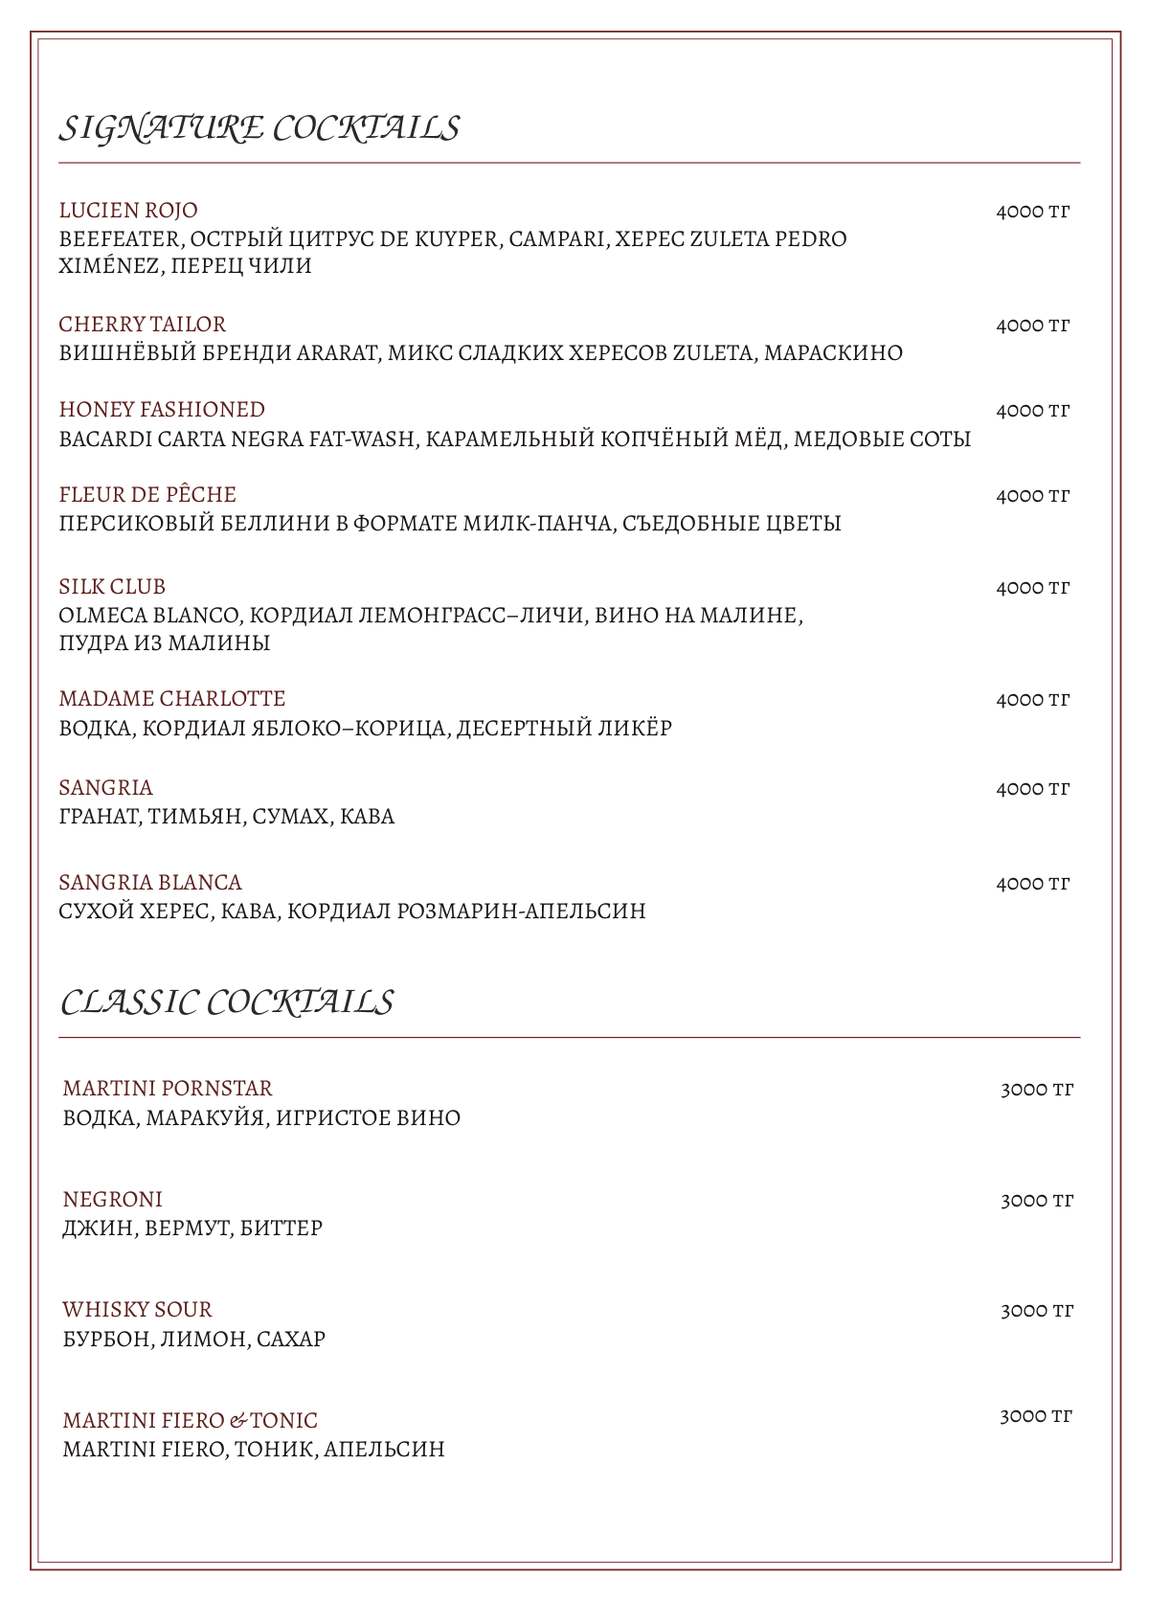 SIGNATURE COCKTAILS
LUCIEN ROJO 4000 ТГ
BEEFEATER, ОСТРЫЙ ЦИТРУС DE KUYPER, CAMPARI, ХЕРЕС ZULETA PEDRO
XIMÉNEZ, ПЕРЕЦ ЧИЛИ
CHERRY TAILOR 4000 ТГ
ВИШНЁВЫЙ БРЕНДИ ARARAT, МИКС СЛАДКИХ ХЕРЕСОВ ZULETA, МАРАСКИНО
HONEY FASHIONED 4000 ТГ
BACARDI CARTA NEGRA FAT-WASH, КАРАМЕЛЬНЫЙ КОПЧЁНЫЙ МЁД, МЕДОВЫЕ СОТЫ
FLEUR DE PÊCHE 4000 ТГ
ПЕРСИКОВЫЙ БЕЛЛИНИ В ФОРМАТЕ МИЛК-ПАНЧА, СЪЕДОБНЫЕ ЦВЕТЫ
SILK CLUB 4000 ТГ
OLMECA BLANCO, КОРДИАЛ ЛЕМОНГРАСС–ЛИЧИ, ВИНО НА МАЛИНЕ,
ПУДРА ИЗ МАЛИНЫ
MADAME CHARLOTTE 4000 ТГ
ВОДКА, КОРДИАЛ ЯБЛОКО–КОРИЦА, ДЕСЕРТНЫЙ ЛИКЁР
SANGRIA 4000 ТГ
ГРАНАТ, ТИМЬЯН, СУМАХ, КАВА
SANGRIA BLANCA 4000 ТГ
СУХОЙ ХЕРЕС, КАВА, КОРДИАЛ РОЗМАРИН-АПЕЛЬСИН
CLASSIC COCKTAILS
MARTINI PORNSTAR 3000 ТГ
ВОДКА, МАРАКУЙЯ, ИГРИСТОЕ ВИНО
NEGRONI 3000 ТГ
ДЖИН, ВЕРМУТ, БИТТЕР
WHISKY SOUR 3000 ТГ
БУРБОН, ЛИМОН, САХАР
MARTINI FIERO & TONIC 3000 ТГ
MARTINI FIERO, ТОНИК, АПЕЛЬСИН